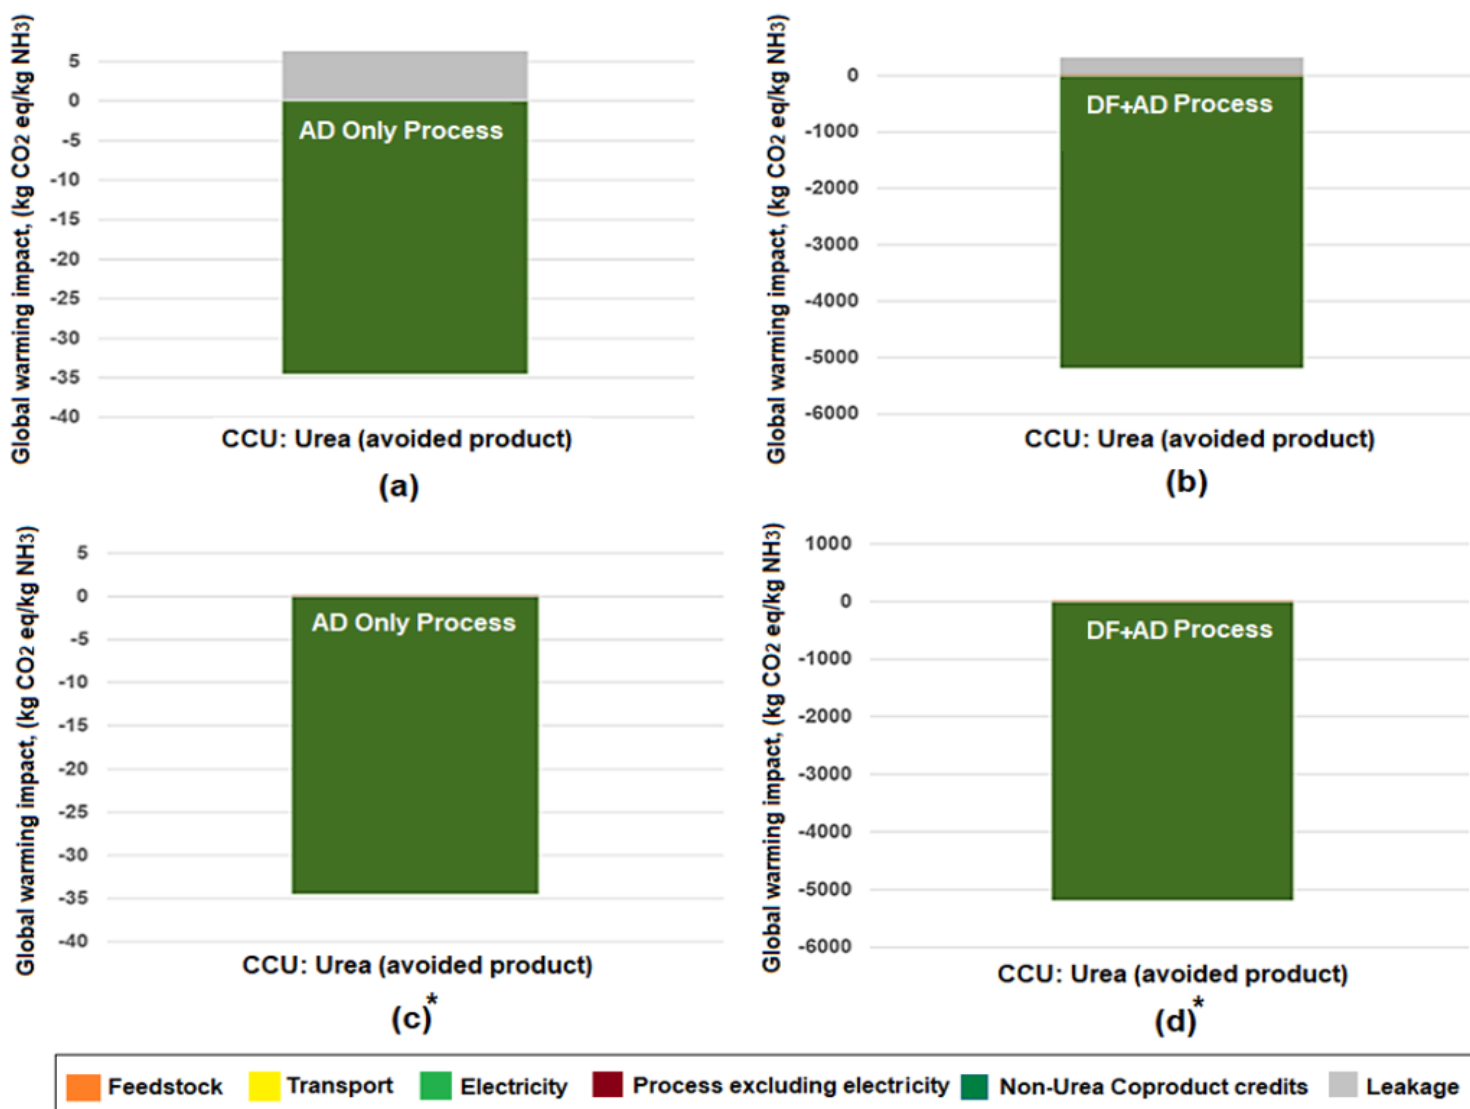 Global warming impact, (kg CO2 eq/kg NH3)
5
0
-5
-10
-15
-20
-25
-30
-35
-40
AD Only Process
CCU: Urea (avoided product)
(a)
Global warming impact, (kg CO2 eq/kg NH3)
0
-1000
-2000
-3000
-4000
-5000
-6000
DF+AD Process
CCU: Urea (avoided product)
(b)
Global warming impact, (kg CO2 eq/kg NH3)
5
0
-5
-10
-15
-20
-25
-30
-35
-40
AD Only Process
CCU: Urea (avoided product)
(c)*
Global warming impact, (kg CO2 eq/kg NH3)
1000
0
-1000
-2000
-3000
-4000
-5000
-6000
DF+AD Process
CCU: Urea (avoided product)
(d)*
Feedstock Transport Electricity Process excluding electricity Non-Urea Coproduct credits Leakage